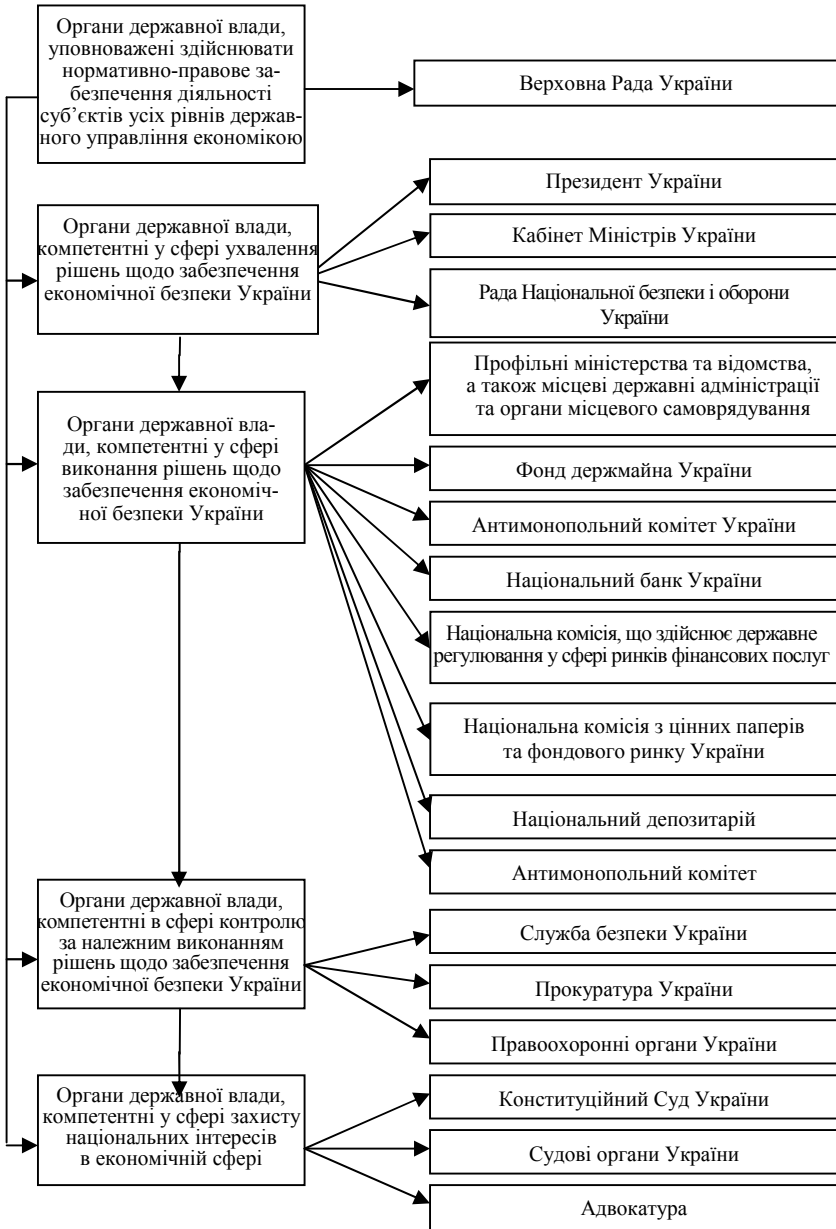 Органи державної влади,
уповноважені здійснювати
нормативно-правове за-
безпечення діяльності
суб’єктів усіх рівнів держав-
ного управління економікою
Верховна Рада України
Органи державної влади,
компетентні у сфері ухвалення
рішень щодо забезпечення
економічної безпеки України
Президент України
Кабінет Міністрів України
Рада Національної безпеки і оборони
України
Органи державної вла-
ди, компетентні у сфері
виконання рішень щодо
забезпечення економіч-
ної безпеки України
Профільні міністерства та відомства,
а також місцеві державні адміністрації
та органи місцевого самоврядування
Фонд держмайна України
Антимонопольний комітет України
Національний банк України
Національна комісія, що здійснює державне
регулювання у сфері ринків фінансових послуг
Національна комісія з цінних паперів
та фондового ринку України
Національний депозитарій
Антимонопольний комітет
Органи державної влади,
компетентні в сфері контролю
за належним виконанням
рішень щодо забезпечення
економічної безпеки України
Служба безпеки України
Прокуратура України
Правоохоронні органи України
Органи державної влади,
компетентні у сфері захисту
національних інтересів
в економічній сфері
Конституційний Суд України
Судові органи України
Адвокатура